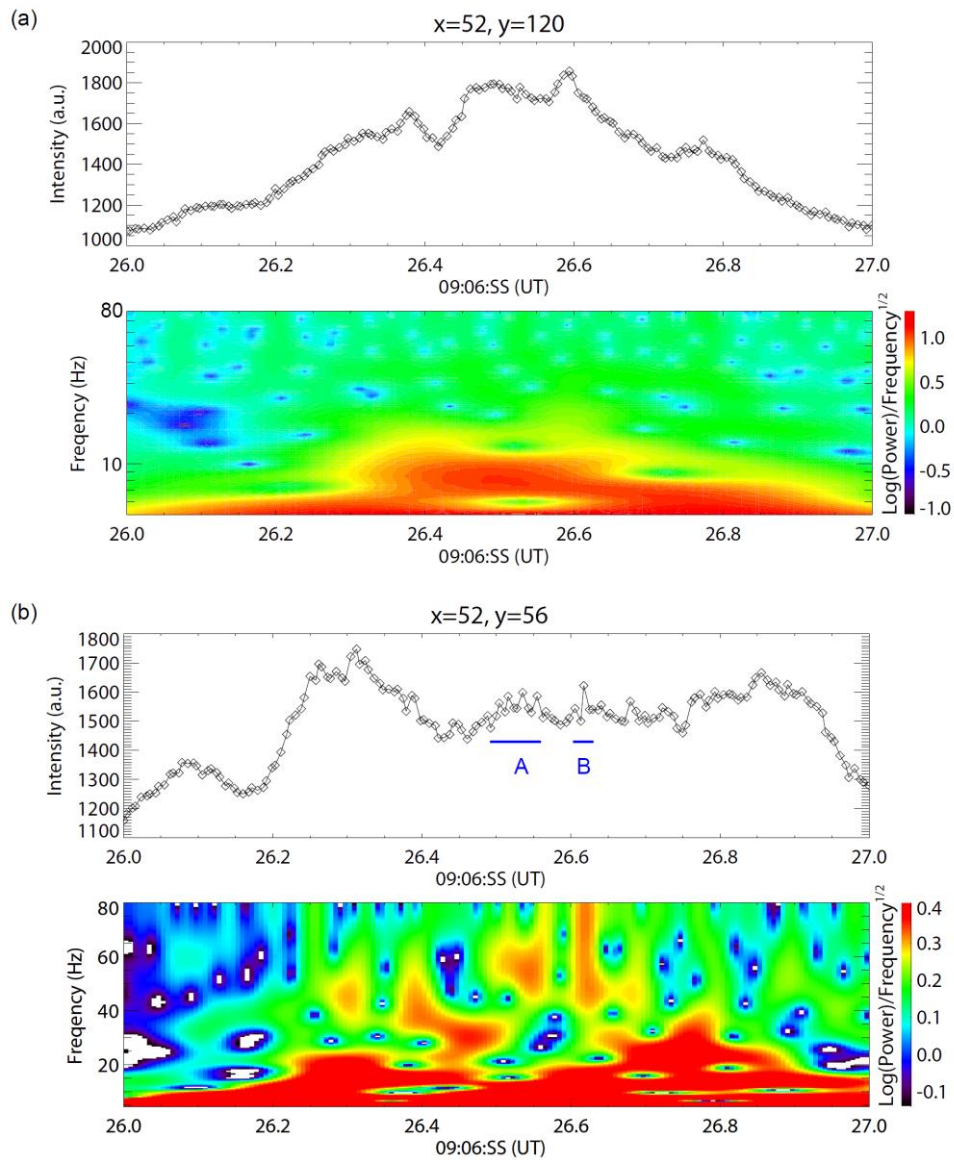 (a)
x=52, y=120
2000
1800
1600
1400
1200
1000
Intensity (a.u.)
26.0 26.2 26.4 26.6 26.8 27.0
09:06:SS (UT)
80
10
Freqency (Hz)
26.0 26.2 26.4 26.6 26.8 27.0
09:06:SS (UT)
1.0
0.5
0.0
-0.5
-1.0
Log(Power)/Frequency^1/2
(b)
x=52, y=56
1800
1700
1600
1500
1400
1300
1200
1100
Intensity (a.u.)
A B
26.0 26.2 26.4 26.6 26.8 27.0
09:06:SS (UT)
80
60
40
20
Freqency (Hz)
26.0 26.2 26.4 26.6 26.8 27.0
09:06:SS (UT)
0.4
0.3
0.2
0.1
0.0
-0.1
Log(Power)/Frequency^1/2